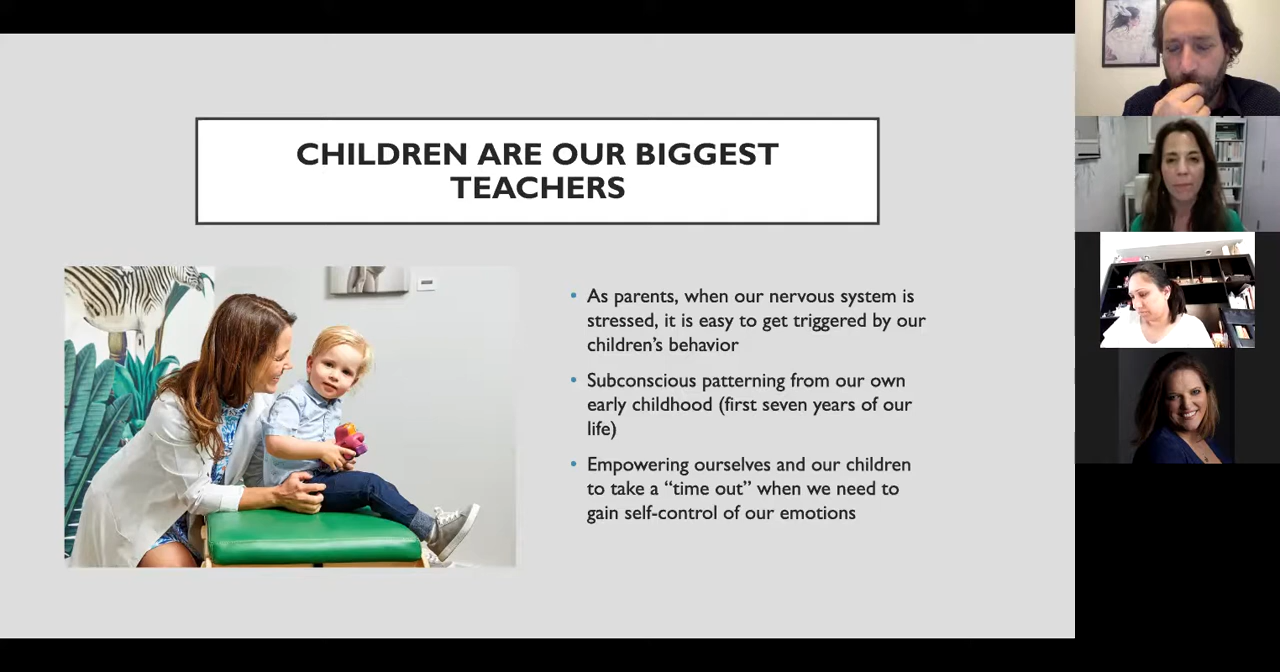 CHILDREN ARE OUR BIGGEST
TEACHERS
• As parents, when our nervous system is
stressed, it is easy to get triggered by our
children’s behavior
• Subconscious patterning from our own
early childhood (first seven years of our
life)
• Empowering ourselves and our children
to take a “time out” when we need to
gain self-control of our emotions